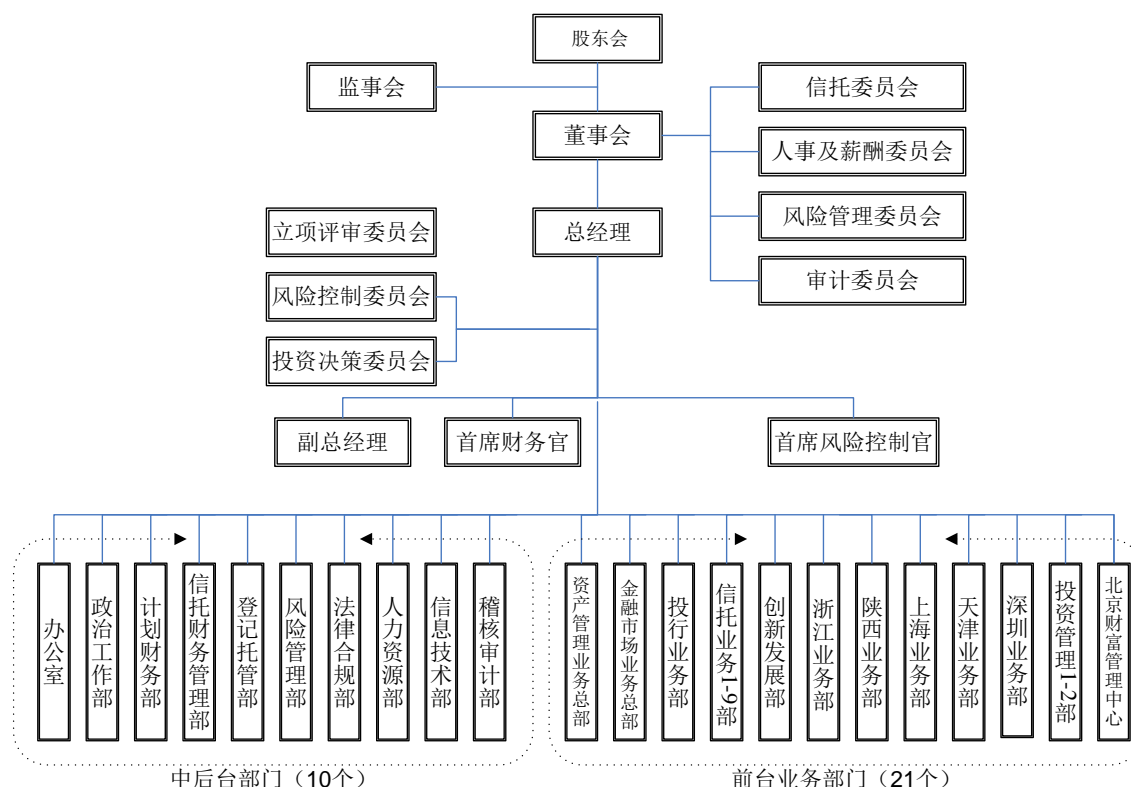 股东会
监事会
信托委员会
董事会
人事及薪酬委员会
立项评审委员会
总经理
风险管理委员会
审计委员会
风险控制委员会
投资决策委员会
副总经理
首席财务官
首席风险控制官
办公室
政治工作部
计划财务部
信托财务管理部
登记托管部
风险管理部
法律合规部
人力资源部
信息技术部
稽核审计部
资产管理业务总部
金融市场业务总部
投行业务部
信托业务1-9部
创新发展部
浙江业务部
陕西业务部
上海业务部
天津业务部
深圳业务部
投资管理1-2部
北京财富管理中心
中后台部门（10个）
前台业务部门（21个）